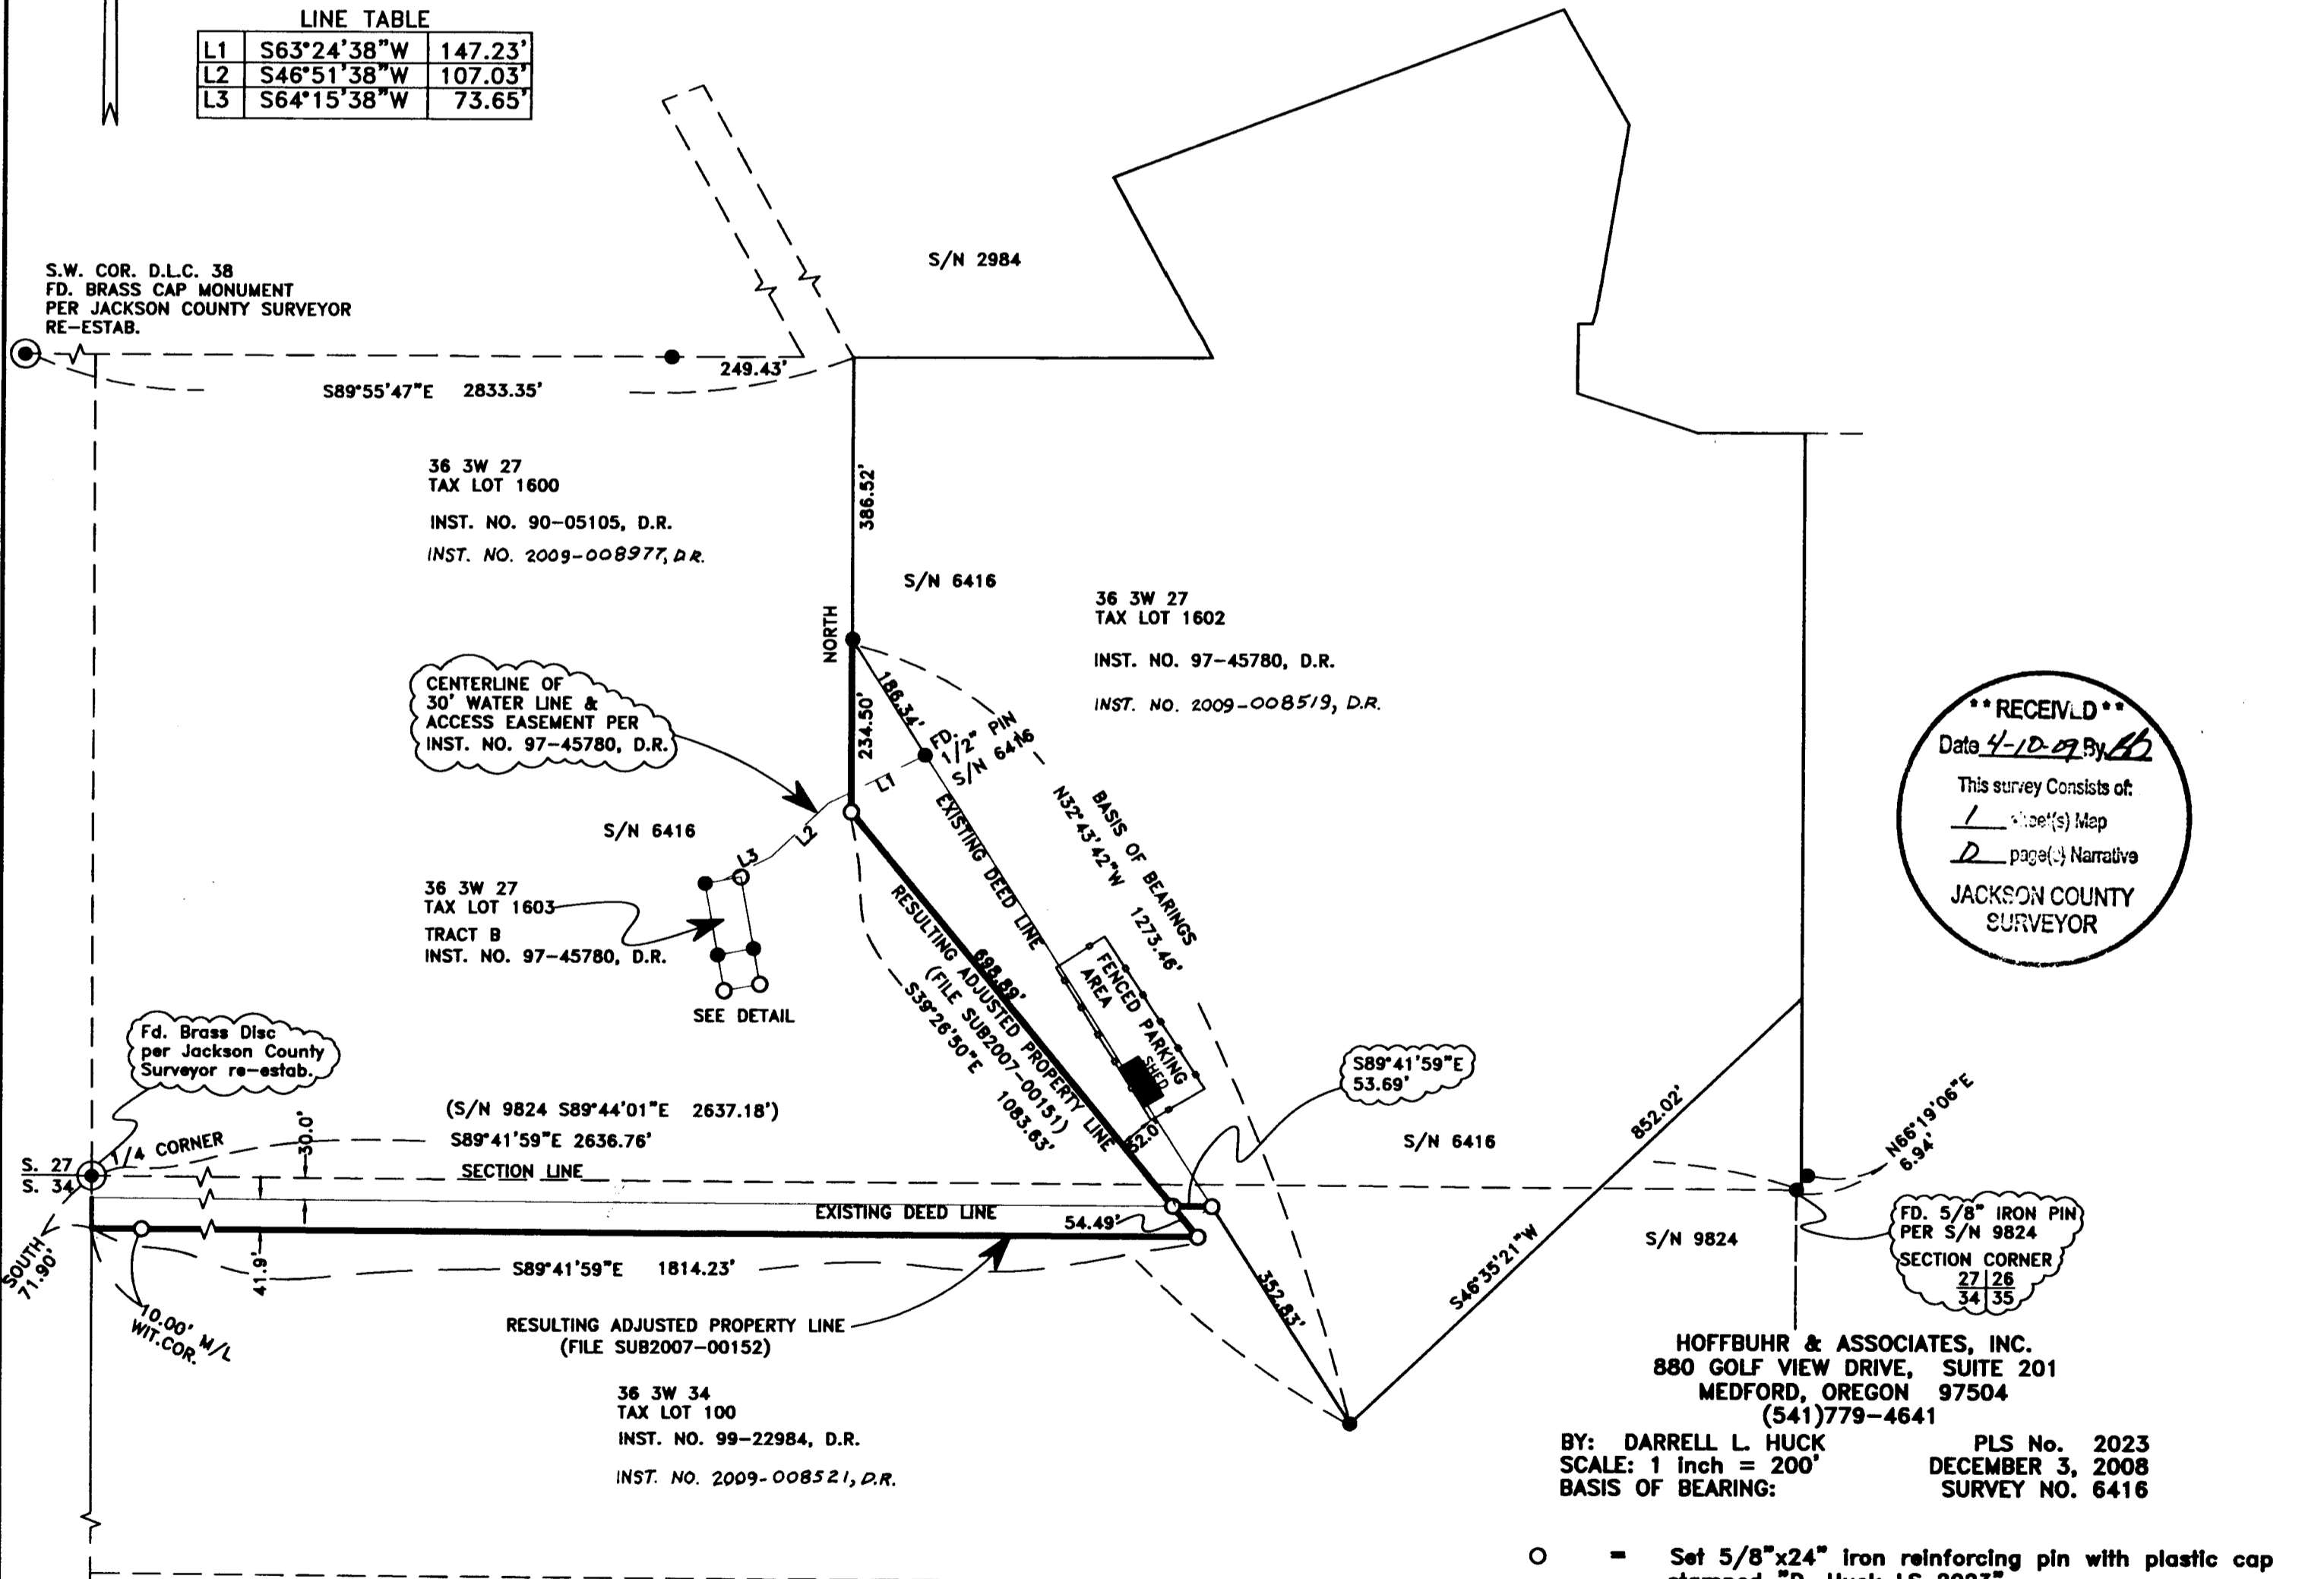 LINE TABLE
L1 S63°24'38"W 147.23'
L2 S46°51'38"W 107.03'
L3 S64°15'38"W 73.65'
S/N 2984
S.W. COR. D.L.C. 38
FD. BRASS CAP MONUMENT
PER JACKSON COUNTY SURVEYOR
RE-ESTAB.
249.43'
S89°55'47"E 2833.35'
36 3W 27
TAX LOT 1600
INST. NO. 90-05105, D.R.
INST. NO. 2009-008977, D.R.
386.52'
NORTH
S/N 6416
36 3W 27
TAX LOT 1602
INST. NO. 97-45780, D.R.
INST. NO. 2009-008519, D.R.
CENTERLINE OF
30' WATER LINE &
ACCESS EASEMENT PER
INST. NO. 97-45780, D.R.
234.50'
186.34'
FD.
1/2" PIN
S/N 6416
L1
L2
L3
EXISTING DEED LINE
BASIS OF BEARINGS
N32°43'42"W 1273.46'
S/N 6416
36 3W 27
TAX LOT 1603
TRACT B
INST. NO. 97-45780, D.R.
SEE DETAIL
RESULTING ADJUSTED PROPERTY LINE
698.89'
(FILE SUB2007-00151)
S39°26'50"E 1083.63'
FENCED PARKING
AREA
SHED
52.0'
**RECEIVED**
Date 4-10-09 By
This survey Consists of:
1 sheet(s) Map
0 page(s) Narrative
JACKSON COUNTY
SURVEYOR
Fd. Brass Disc
per Jackson County
Surveyor re-estab.
1/4 CORNER
S. 27
S. 34
30.0'
(S/N 9824 S89°44'01"E 2637.18')
S89°41'59"E 2636.76'
SECTION LINE
S89°41'59"E
53.69'
S/N 6416
852.02'
N66°19'06"E
6.94'
EXISTING DEED LINE
54.49'
SOUTH
71.90'
41.9'
S89°41'59"E 1814.23'
10.00' M/L
WIT.COR.
RESULTING ADJUSTED PROPERTY LINE
(FILE SUB2007-00152)
352.83'
S46°35'21"W
S/N 9824
FD. 5/8" IRON PIN
PER S/N 9824
SECTION CORNER
27 26
34 35
36 3W 34
TAX LOT 100
INST. NO. 99-22984, D.R.
INST. NO. 2009-008521, D.R.
HOFFBUHR & ASSOCIATES, INC.
880 GOLF VIEW DRIVE, SUITE 201
MEDFORD, OREGON 97504
(541)779-4641
BY: DARRELL L. HUCK PLS No. 2023
SCALE: 1 inch = 200' DECEMBER 3, 2008
BASIS OF BEARING: SURVEY NO. 6416
O = Set 5/8"x24" iron reinforcing pin with plastic cap
stamped "D. Huck LS 2023"